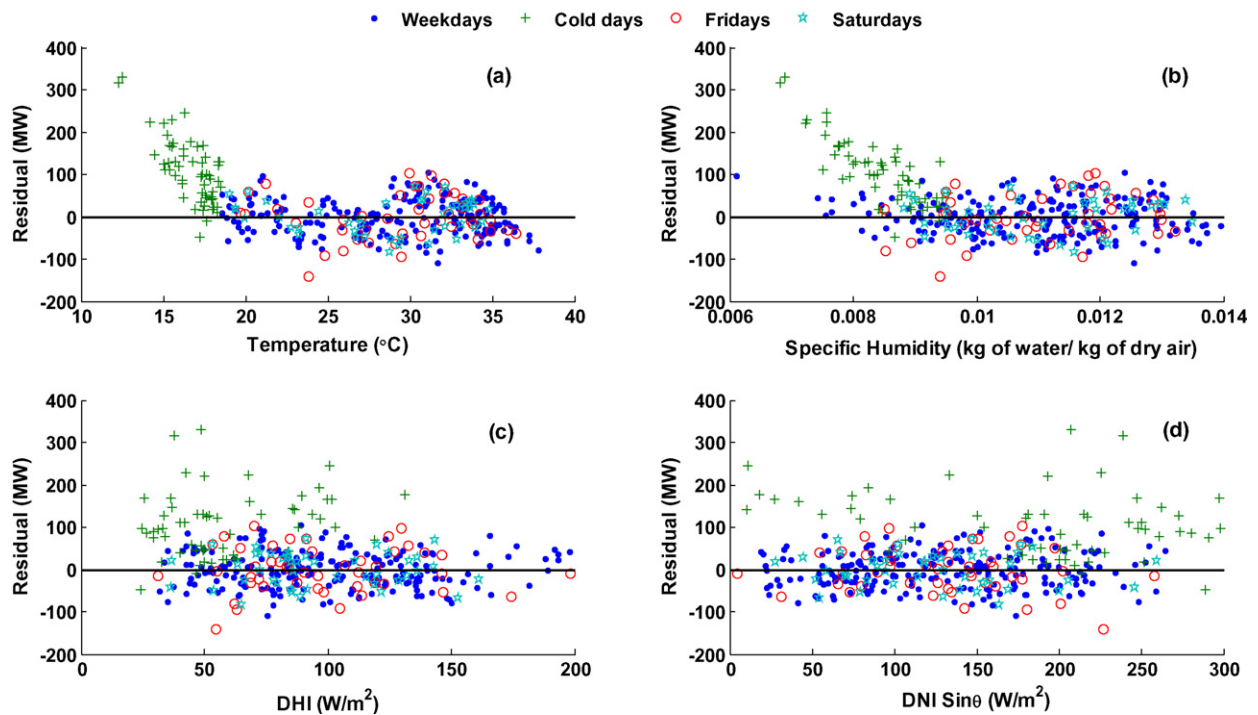 Weekdays Cold days Fridays Saturdays
400
300
200
100
0
-100
-200
Residual (MW)
(a)
10 15 20 25 30 35 40
Temperature (°C)
400
300
200
100
0
-100
-200
Residual (MW)
(b)
0.006 0.008 0.01 0.012 0.014
Specific Humidity (kg of water/ kg of dry air)
400
300
200
100
0
-100
-200
Residual (MW)
(c)
0 50 100 150 200
DHI (W/m²)
400
300
200
100
0
-100
-200
Residual (MW)
(d)
0 50 100 150 200 250 300
DNI Sinθ (W/m²)